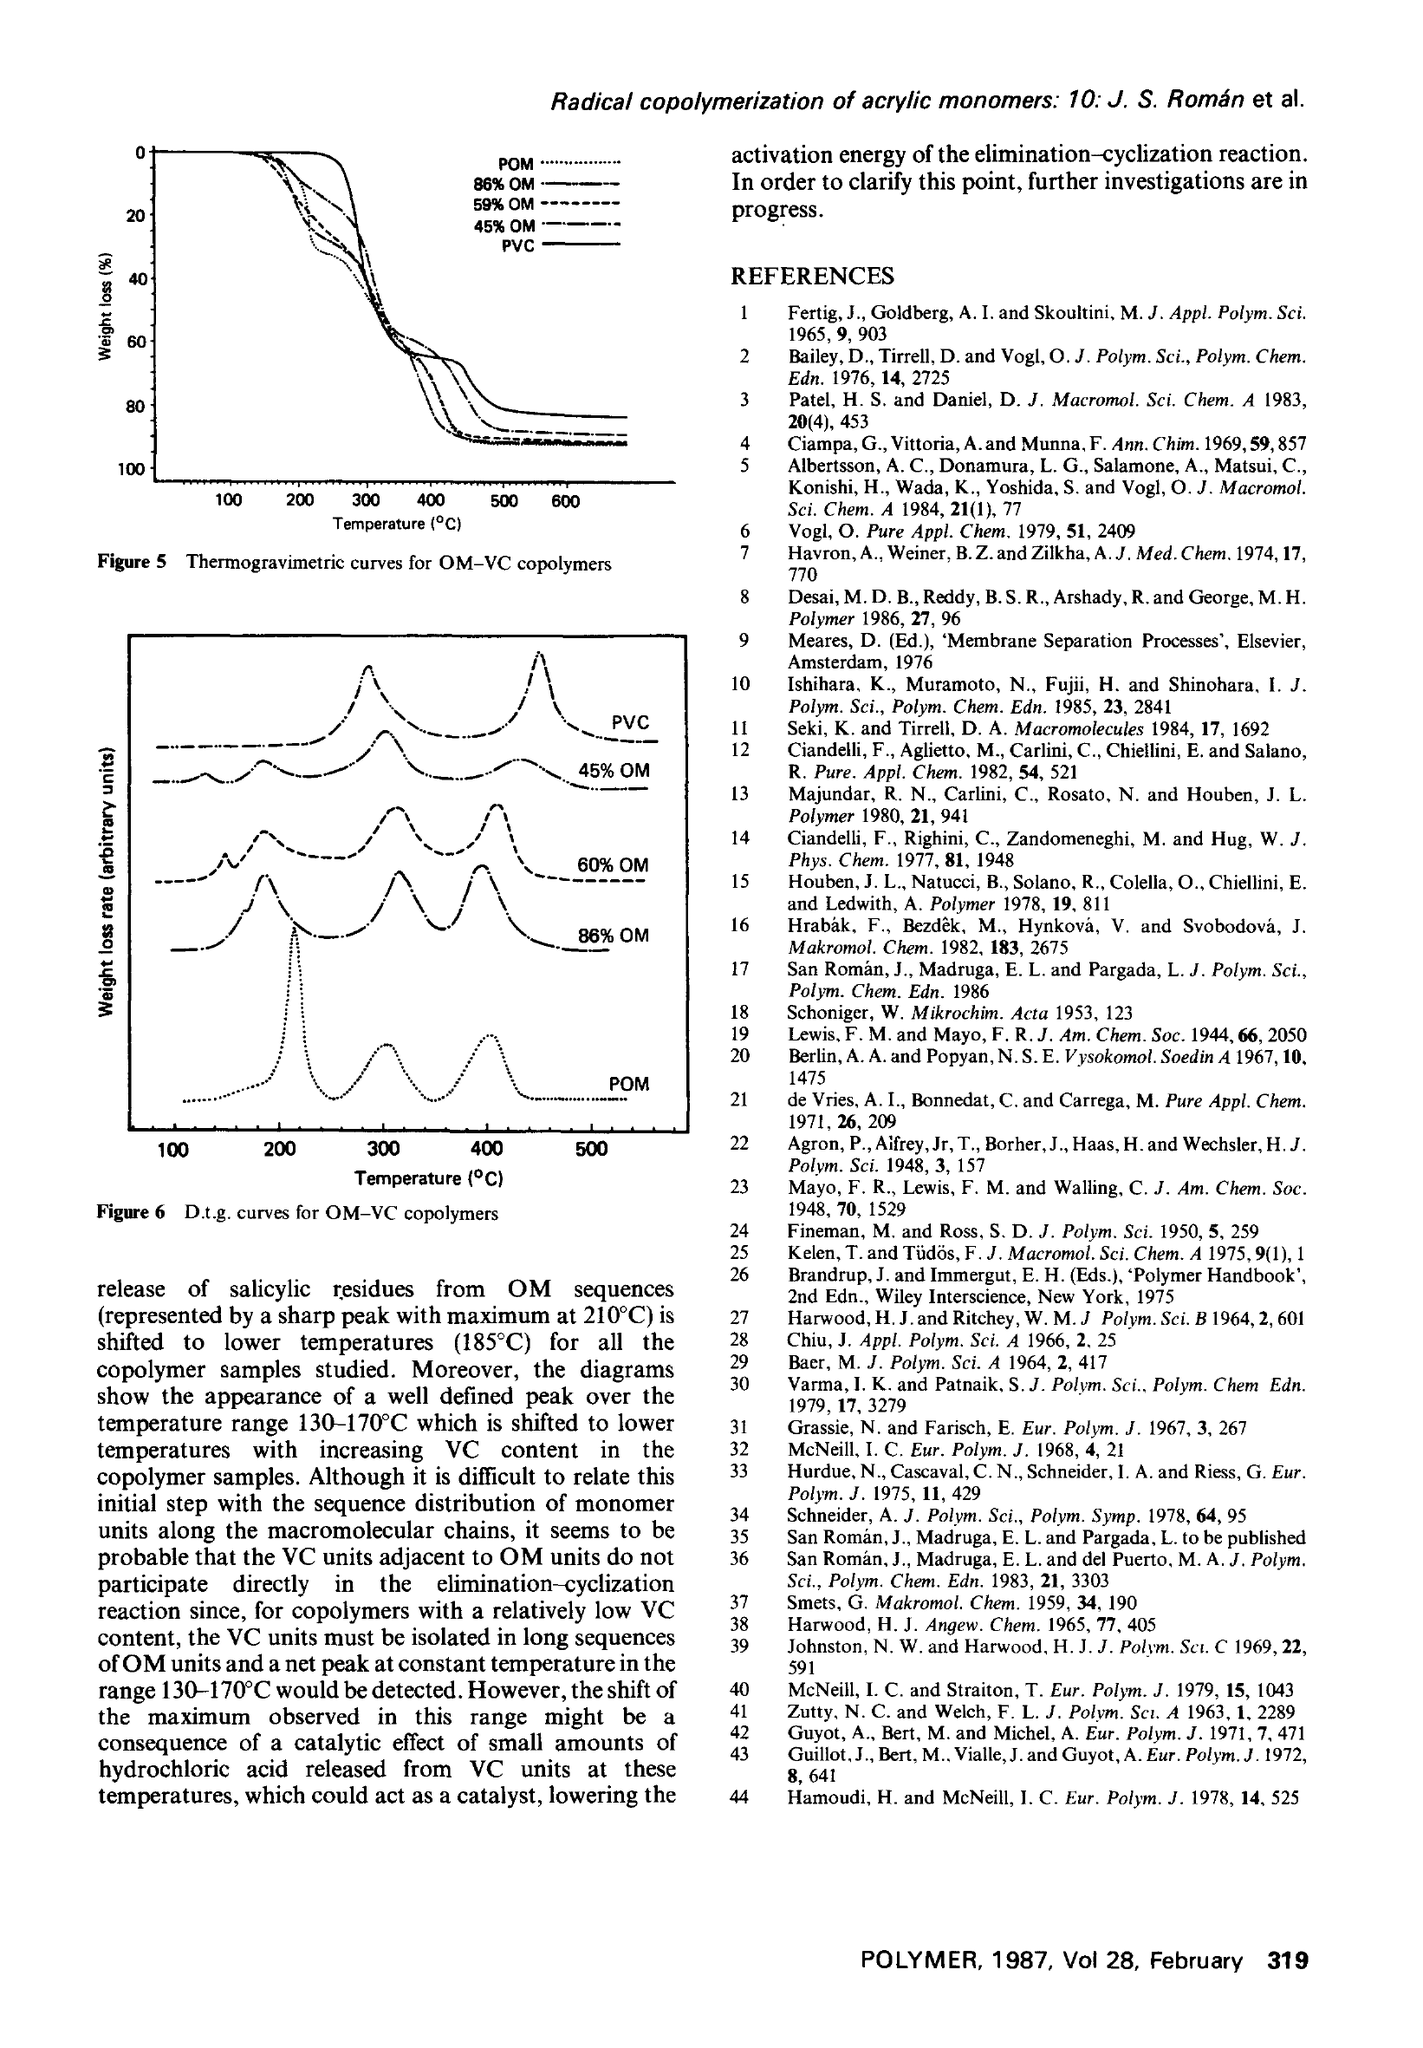 Radical copolymerization of acrylic monomers: 10: J. S. Román et al.
0
20
40
60
80
100
Weight loss (%)
POM
86% OM
59% OM
45% OM
PVC
100 200 300 400 500 600
Temperature (°C)
Figure 5 Thermogravimetric curves for OM–VC copolymers
Weight loss rate (arbitrary units)
PVC
45% OM
60% OM
86% OM
POM
100 200 300 400 500
Temperature (°C)
Figure 6 D.t.g. curves for OM–VC copolymers
release of salicylic residues from OM sequences
(represented by a sharp peak with maximum at 210°C) is
shifted to lower temperatures (185°C) for all the
copolymer samples studied. Moreover, the diagrams
show the appearance of a well defined peak over the
temperature range 130–170°C which is shifted to lower
temperatures with increasing VC content in the
copolymer samples. Although it is difficult to relate this
initial step with the sequence distribution of monomer
units along the macromolecular chains, it seems to be
probable that the VC units adjacent to OM units do not
participate directly in the elimination–cyclization
reaction since, for copolymers with a relatively low VC
content, the VC units must be isolated in long sequences
of OM units and a net peak at constant temperature in the
range 130–170°C would be detected. However, the shift of
the maximum observed in this range might be a
consequence of a catalytic effect of small amounts of
hydrochloric acid released from VC units at these
temperatures, which could act as a catalyst, lowering the
activation energy of the elimination–cyclization reaction.
In order to clarify this point, further investigations are in
progress.
REFERENCES
1 Fertig, J., Goldberg, A. I. and Skoultini, M. J. Appl. Polym. Sci.
1965, 9, 903
2 Bailey, D., Tirrell, D. and Vogl, O. J. Polym. Sci., Polym. Chem.
Edn. 1976, 14, 2725
3 Patel, H. S. and Daniel, D. J. Macromol. Sci. Chem. A 1983,
20(4), 453
4 Ciampa, G., Vittoria, A. and Munna, F. Ann. Chim. 1969, 59, 857
5 Albertsson, A. C., Donamura, L. G., Salamone, A., Matsui, C.,
Konishi, H., Wada, K., Yoshida, S. and Vogl, O. J. Macromol.
Sci. Chem. A 1984, 21(1), 77
6 Vogl, O. Pure Appl. Chem. 1979, 51, 2409
7 Havron, A., Weiner, B. Z. and Zilkha, A. J. Med. Chem. 1974, 17,
770
8 Desai, M. D. B., Reddy, B. S. R., Arshady, R. and George, M. H.
Polymer 1986, 27, 96
9 Meares, D. (Ed.), 'Membrane Separation Processes', Elsevier,
Amsterdam, 1976
10 Ishihara, K., Muramoto, N., Fujii, H. and Shinohara, I. J.
Polym. Sci., Polym. Chem. Edn. 1985, 23, 2841
11 Seki, K. and Tirrell, D. A. Macromolecules 1984, 17, 1692
12 Ciandelli, F., Aglietto, M., Carlini, C., Chiellini, E. and Salano,
R. Pure. Appl. Chem. 1982, 54, 521
13 Majundar, R. N., Carlini, C., Rosato, N. and Houben, J. L.
Polymer 1980, 21, 941
14 Ciandelli, F., Righini, C., Zandomeneghi, M. and Hug, W. J.
Phys. Chem. 1977, 81, 1948
15 Houben, J. L., Natucci, B., Solano, R., Colella, O., Chiellini, E.
and Ledwith, A. Polymer 1978, 19, 811
16 Hrabák, F., Bezděk, M., Hynková, V. and Svobodová, J.
Makromol. Chem. 1982, 183, 2675
17 San Román, J., Madruga, E. L. and Pargada, L. J. Polym. Sci.,
Polym. Chem. Edn. 1986
18 Schoniger, W. Mikrochim. Acta 1953, 123
19 Lewis, F. M. and Mayo, F. R. J. Am. Chem. Soc. 1944, 66, 2050
20 Berlin, A. A. and Popyan, N. S. E. Vysokomol. Soedin A 1967, 10,
1475
21 de Vries, A. I., Bonnedat, C. and Carrega, M. Pure Appl. Chem.
1971, 26, 209
22 Agron, P., Alfrey, Jr, T., Borher, J., Haas, H. and Wechsler, H. J.
Polym. Sci. 1948, 3, 157
23 Mayo, F. R., Lewis, F. M. and Walling, C. J. Am. Chem. Soc.
1948, 70, 1529
24 Fineman, M. and Ross, S. D. J. Polym. Sci. 1950, 5, 259
25 Kelen, T. and Tüdös, F. J. Macromol. Sci. Chem. A 1975, 9(1), 1
26 Brandrup, J. and Immergut, E. H. (Eds.), 'Polymer Handbook',
2nd Edn., Wiley Interscience, New York, 1975
27 Harwood, H. J. and Ritchey, W. M. J Polym. Sci. B 1964, 2, 601
28 Chiu, J. Appl. Polym. Sci. A 1966, 2, 25
29 Baer, M. J. Polym. Sci. A 1964, 2, 417
30 Varma, I. K. and Patnaik, S. J. Polym. Sci., Polym. Chem Edn.
1979, 17, 3279
31 Grassie, N. and Farisch, E. Eur. Polym. J. 1967, 3, 267
32 McNeill, I. C. Eur. Polym. J. 1968, 4, 21
33 Hurdue, N., Cascaval, C. N., Schneider, I. A. and Riess, G. Eur.
Polym. J. 1975, 11, 429
34 Schneider, A. J. Polym. Sci., Polym. Symp. 1978, 64, 95
35 San Román, J., Madruga, E. L. and Pargada, L. to be published
36 San Román, J., Madruga, E. L. and del Puerto, M. A. J. Polym.
Sci., Polym. Chem. Edn. 1983, 21, 3303
37 Smets, G. Makromol. Chem. 1959, 34, 190
38 Harwood, H. J. Angew. Chem. 1965, 77, 405
39 Johnston, N. W. and Harwood, H. J. J. Polym. Sci. C 1969, 22,
591
40 McNeill, I. C. and Straiton, T. Eur. Polym. J. 1979, 15, 1043
41 Zutty, N. C. and Welch, F. L. J. Polym. Sci. A 1963, 1, 2289
42 Guyot, A., Bert, M. and Michel, A. Eur. Polym. J. 1971, 7, 471
43 Guillot, J., Bert, M., Vialle, J. and Guyot, A. Eur. Polym. J. 1972,
8, 641
44 Hamoudi, H. and McNeill, I. C. Eur. Polym. J. 1978, 14, 525
POLYMER, 1987, Vol 28, February 319